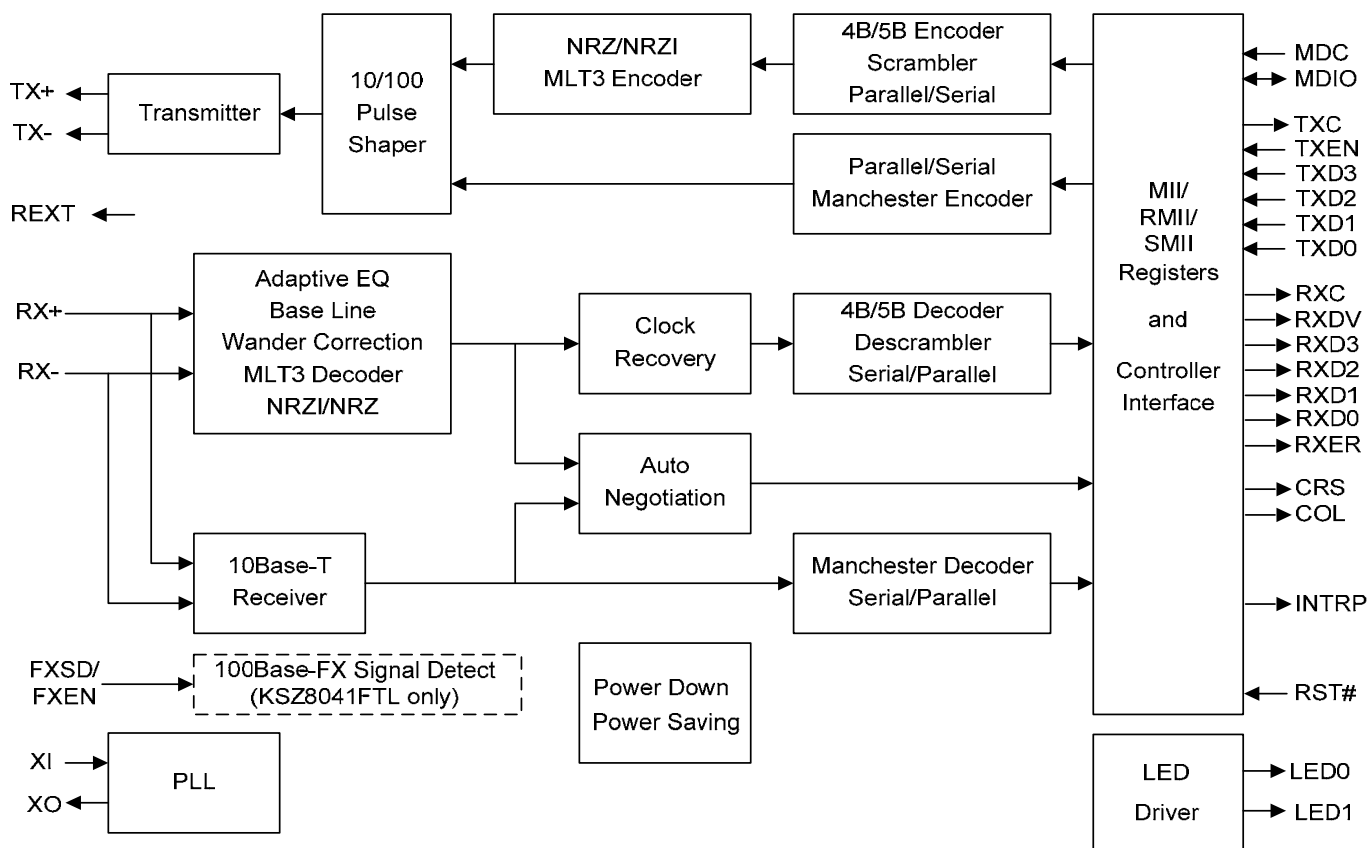 NRZ/NRZI
MLT3 Encoder
4B/5B Encoder
Scrambler
Parallel/Serial
10/100
Pulse
Shaper
Transmitter
TX+
TX-
REXT
Parallel/Serial
Manchester Encoder
MII/
RMII/
SMII
Registers
and
Controller
Interface
MDC
MDIO
TXC
TXEN
TXD3
TXD2
TXD1
TXD0
RXC
RXDV
RXD3
RXD2
RXD1
RXD0
RXER
CRS
COL
INTRP
RST#
RX+
RX-
Adaptive EQ
Base Line
Wander Correction
MLT3 Decoder
NRZI/NRZ
Clock
Recovery
4B/5B Decoder
Descrambler
Serial/Parallel
Auto
Negotiation
10Base-T
Receiver
Manchester Decoder
Serial/Parallel
FXSD/
FXEN
100Base-FX Signal Detect
(KSZ8041FTL only)
Power Down
Power Saving
XI
XO
PLL
LED
Driver
LED0
LED1